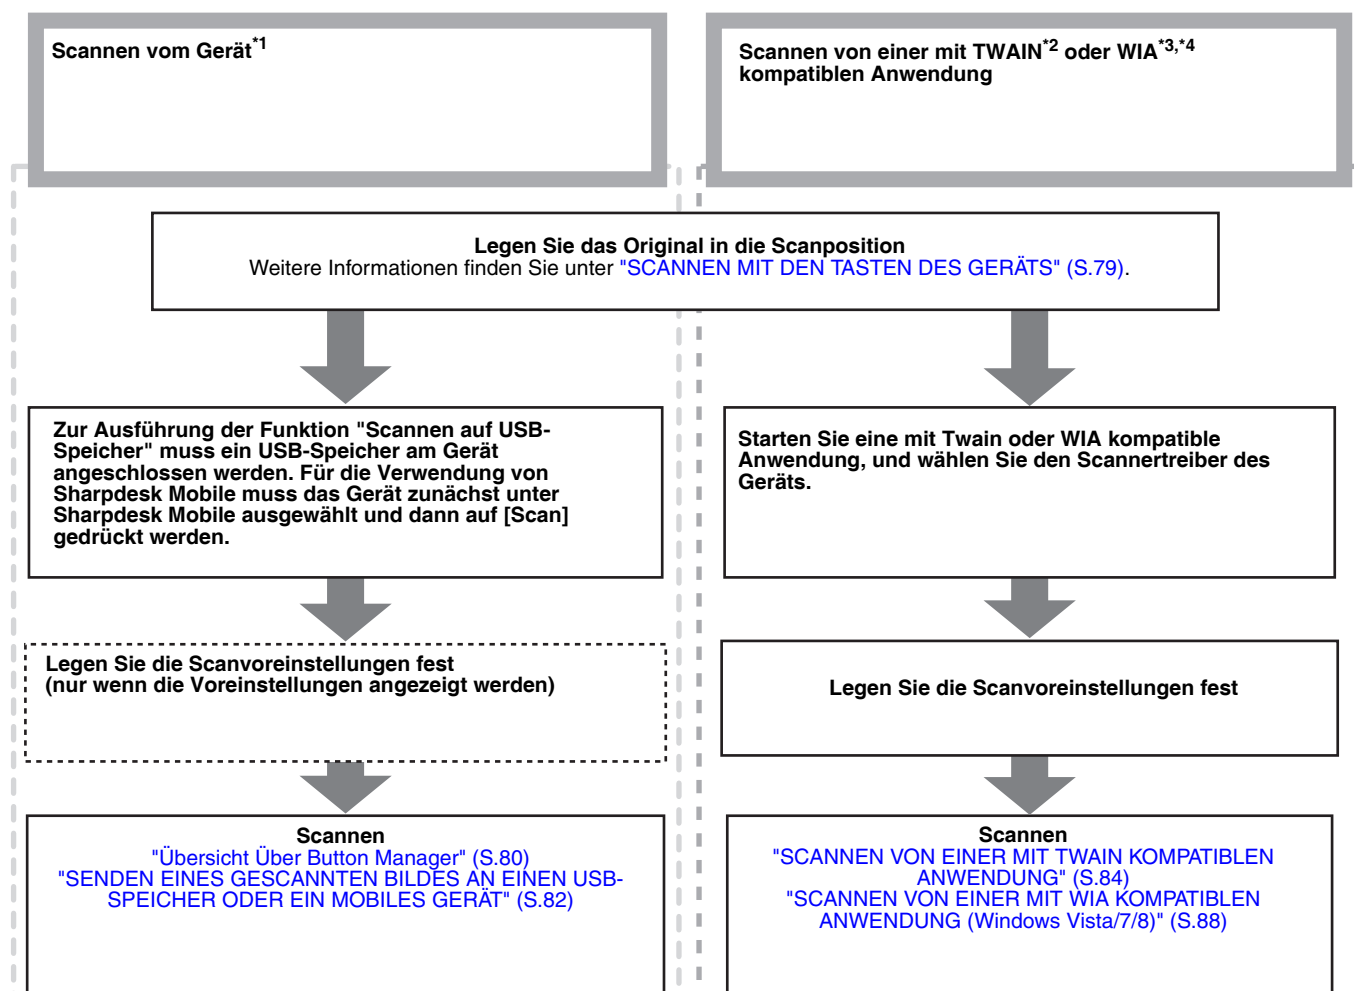 Scannen vom Gerät*1
Scannen von einer mit TWAIN*2 oder WIA*3,*4
kompatiblen Anwendung
Legen Sie das Original in die Scanposition
Weitere Informationen finden Sie unter "SCANNEN MIT DEN TASTEN DES GERÄTS" (S.79).
Zur Ausführung der Funktion "Scannen auf USB-
Speicher" muss ein USB-Speicher am Gerät
angeschlossen werden. Für die Verwendung von
Sharpdesk Mobile muss das Gerät zunächst unter
Sharpdesk Mobile ausgewählt und dann auf [Scan]
gedrückt werden.
Starten Sie eine mit Twain oder WIA kompatible
Anwendung, und wählen Sie den Scannertreiber des
Geräts.
Legen Sie die Scanvoreinstellungen fest
(nur wenn die Voreinstellungen angezeigt werden)
Legen Sie die Scanvoreinstellungen fest
Scannen
"Übersicht Über Button Manager" (S.80)
"SENDEN EINES GESCANNTEN BILDES AN EINEN USB-
SPEICHER ODER EIN MOBILES GERÄT" (S.82)
Scannen
"SCANNEN VON EINER MIT TWAIN KOMPATIBLEN
ANWENDUNG" (S.84)
"SCANNEN VON EINER MIT WIA KOMPATIBLEN
ANWENDUNG (Windows Vista/7/8)" (S.88)